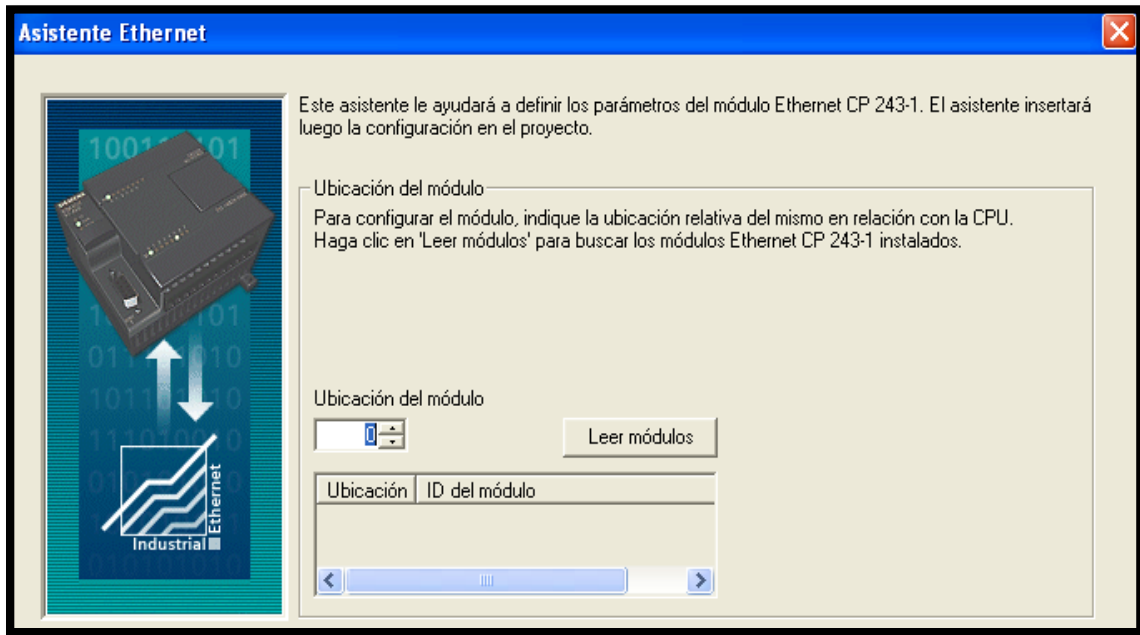 Asistente Ethernet
Este asistente le ayudará a definir los parámetros del módulo Ethernet CP 243-1. El asistente insertará
luego la configuración en el proyecto.
Ubicación del módulo
Para configurar el módulo, indique la ubicación relativa del mismo en relación con la CPU.
Haga clic en 'Leer módulos' para buscar los módulos Ethernet CP 243-1 instalados.
Ubicación del módulo
0
Leer módulos
Ubicación ID del módulo
SIEMENS
Industrial
Ethernet